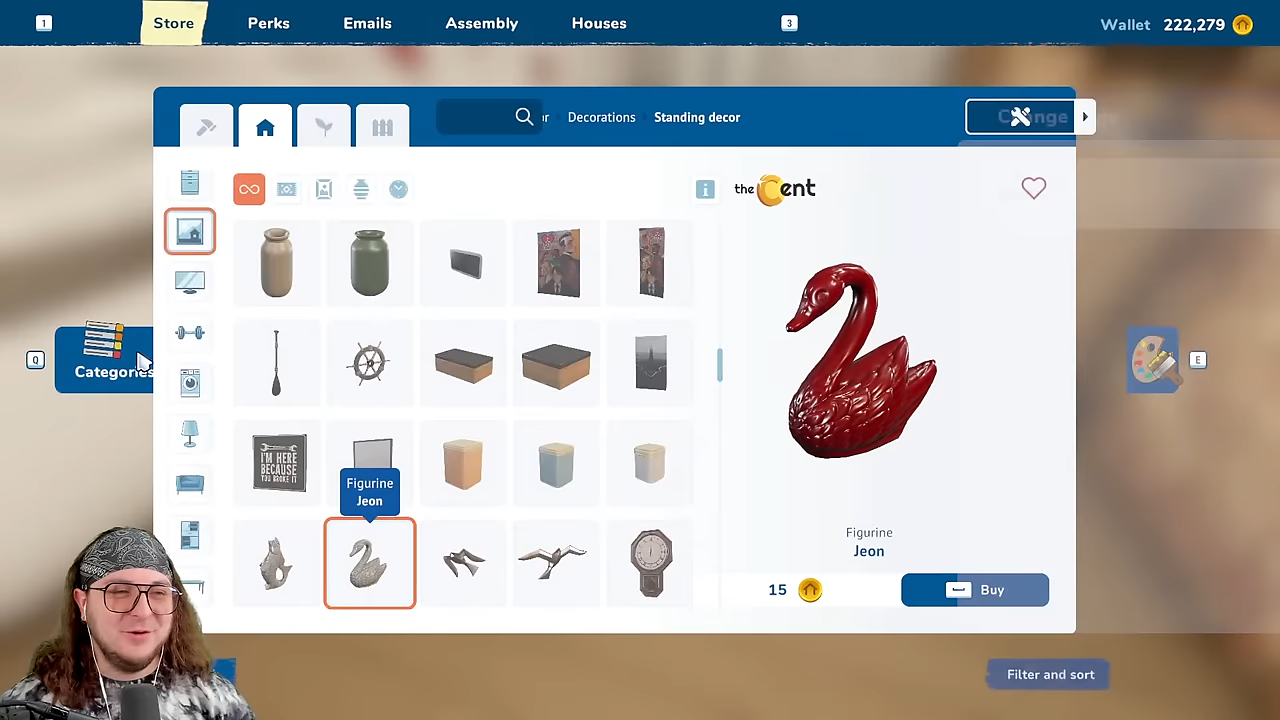 1
Store
Perks
Emails
Assembly
Houses
3
Wallet 222,279
Decorations
Standing decor
Change
the Cent
Q
Categories
E
I'M HERE
BECAUSE
YOU BROKE IT
Figurine
Jeon
Figurine
Jeon
15
Buy
Filter and sort